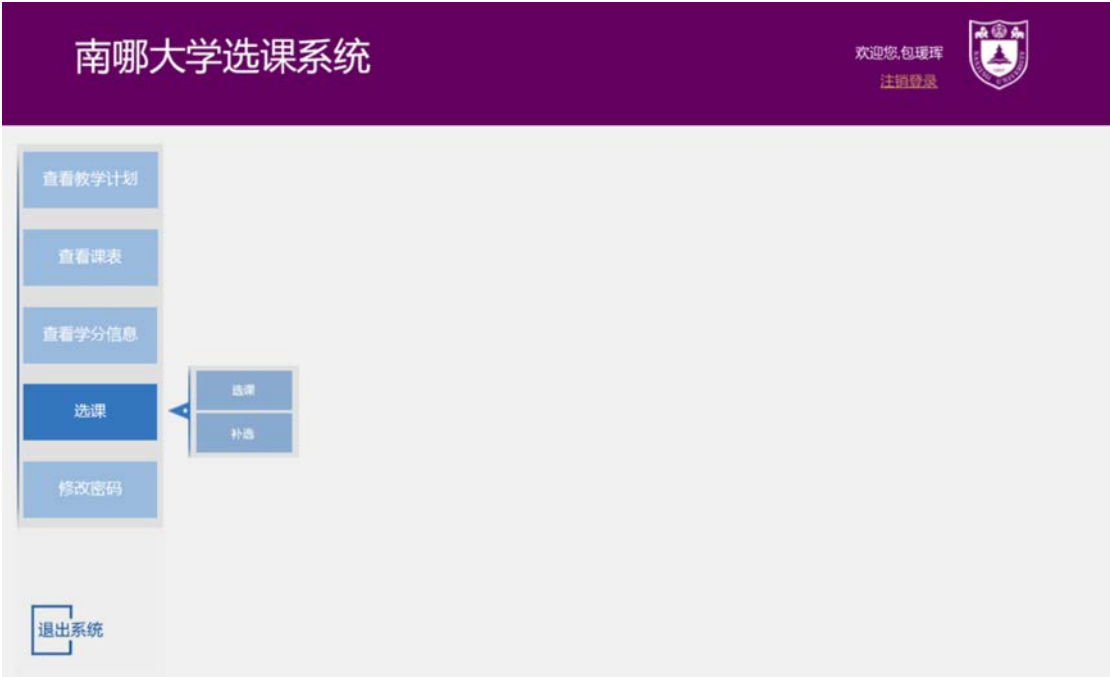 南哪大学选课系统
欢迎您,包瑗珲
注销登录
查看教学计划
查看课表
查看学分信息
选课
选课
补选
修改密码
退出系统